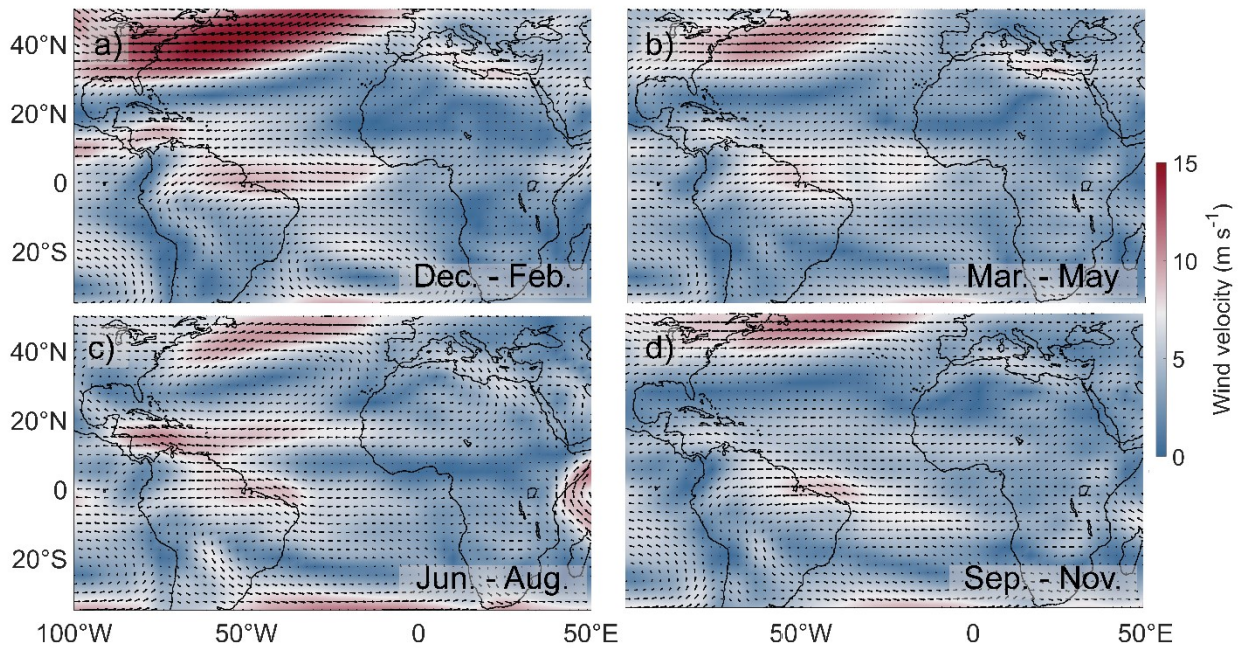 a)
40°N
20°N
0
20°S
Dec. - Feb.
b)
Mar. - May
c)
40°N
20°N
0
20°S
Jun. - Aug.
100°W
50°W
0
50°E
d)
Sep. - Nov.
50°W
0
50°E
15
10
5
0
Wind velocity (m s⁻¹)